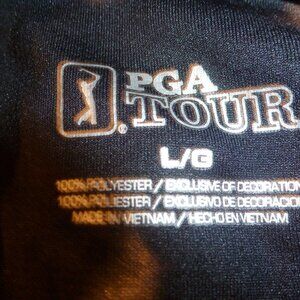 PGA
TOUR
®
L/G
100% POLYESTER / EXCLUSIVE OF DECORATION
100% POLIESTER / EXCLUSIVO DE DECORACION
MADE IN VIETNAM / HECHO EN VIETNAM